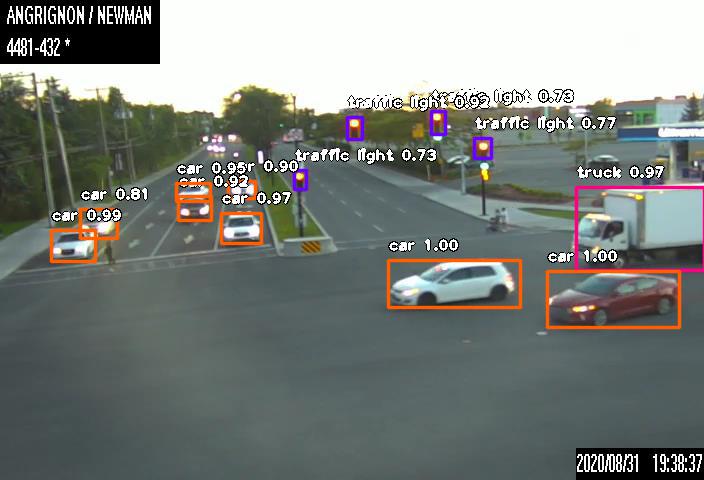 ANGRIGNON / NEWMAN
4481-432 *
traffic light 0.92
traffic light 0.73
traffic light 0.77
traffic light 0.73
car 0.95
car 0.90
car 0.92
truck 0.97
car 0.81
car 0.97
car 0.99
car 1.00
car 1.00
2020/08/31 19:38:37